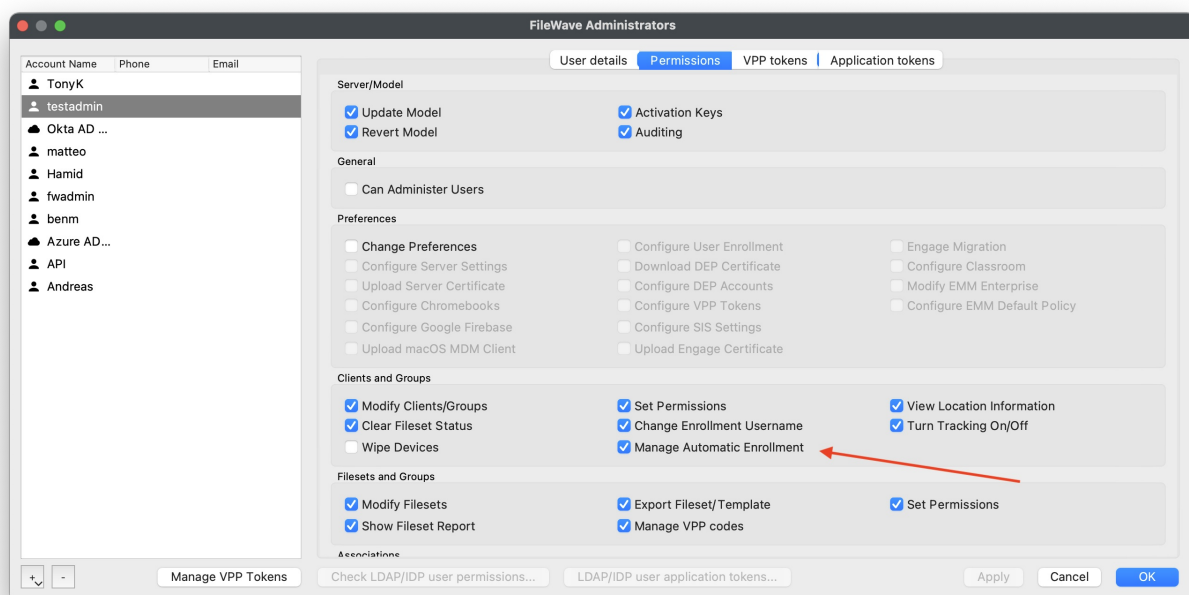 FileWave Administrators
Account Name Phone Email
TonyK
testadmin
Okta AD ...
matteo
Hamid
fwadmin
benm
Azure AD...
API
Andreas
+ -
Manage VPP Tokens
User details Permissions VPP tokens Application tokens
Server/Model
Update Model Activation Keys
Revert Model Auditing
General
Can Administer Users
Preferences
Change Preferences Configure User Enrollment Engage Migration
Configure Server Settings Download DEP Certificate Configure Classroom
Upload Server Certificate Configure DEP Accounts Modify EMM Enterprise
Configure Chromebooks Configure VPP Tokens Configure EMM Default Policy
Configure Google Firebase Configure SIS Settings
Upload macOS MDM Client Upload Engage Certificate
Clients and Groups
Modify Clients/Groups Set Permissions View Location Information
Clear Fileset Status Change Enrollment Username Turn Tracking On/Off
Wipe Devices Manage Automatic Enrollment
Filesets and Groups
Modify Filesets Export Fileset/Template Set Permissions
Show Fileset Report Manage VPP codes
Associations
Check LDAP/IDP user permissions... LDAP/IDP user application tokens... Apply Cancel OK